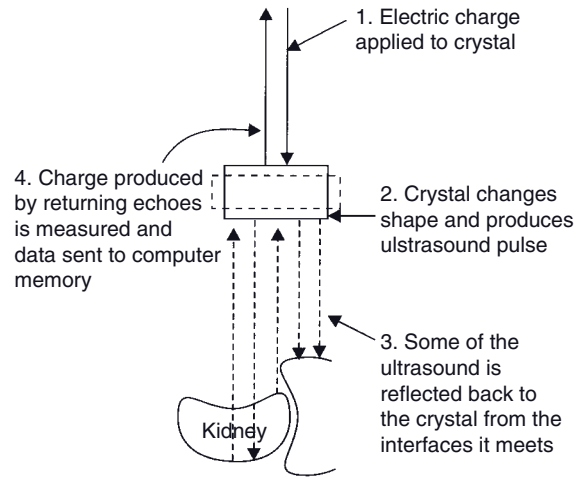 1. Electric charge
applied to crystal
4. Charge produced
by returning echoes
is measured and
data sent to computer
memory
2. Crystal changes
shape and produces
ulstrasound pulse
3. Some of the
ultrasound is
reflected back to
the crystal from the
interfaces it meets
Kidney